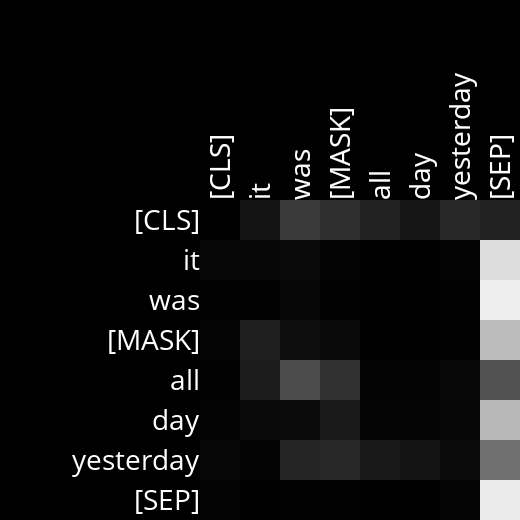 [CLS]
it
was
[MASK]
all
day
yesterday
[SEP]
[CLS]
it
was
[MASK]
all
day
yesterday
[SEP]